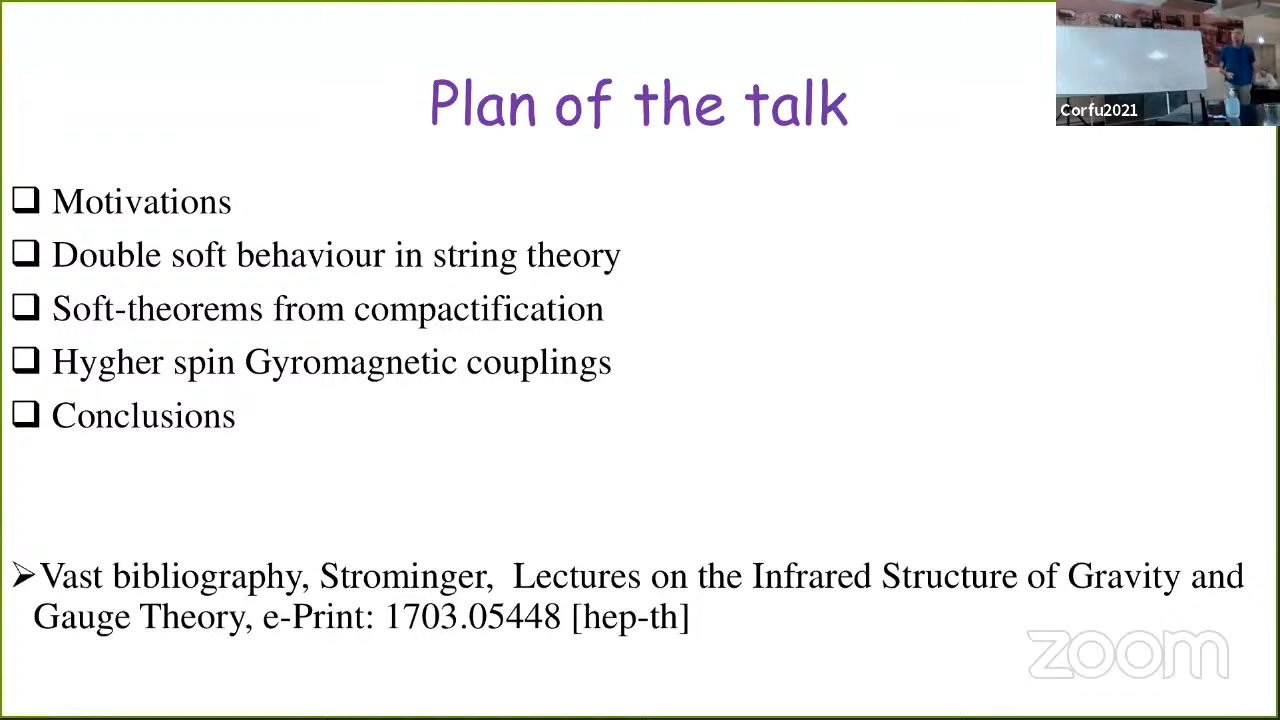 Plan of the talk
Corfu2021
Motivations
Double soft behaviour in string theory
Soft-theorems from compactification
Hygher spin Gyromagnetic couplings
Conclusions
Vast bibliography, Strominger, Lectures on the Infrared Structure of Gravity and
Gauge Theory, e-Print: 1703.05448 [hep-th]
zoom